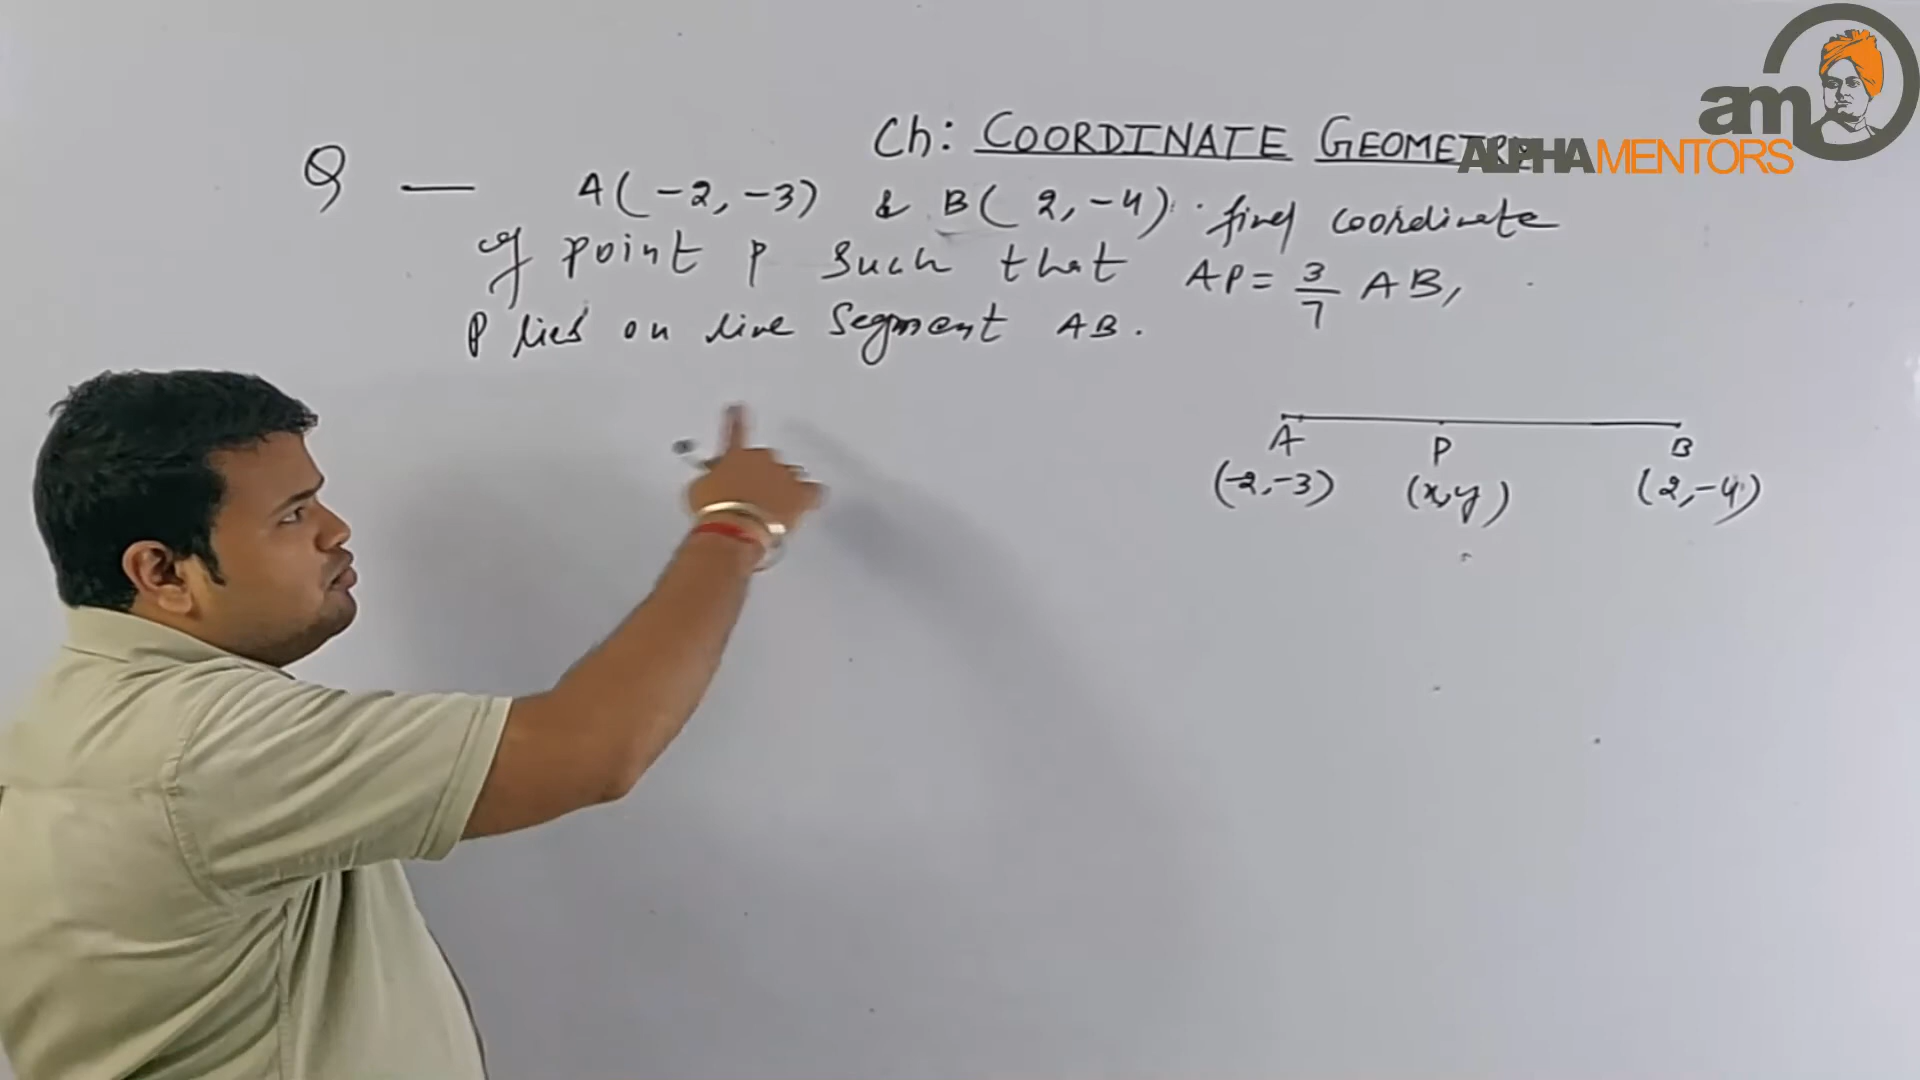 am
ALPHAMENTORS
Ch: COORDINATE GEOMETRY
Q — A(-2,-3) & B(2,-4). find coordinate
of point P such that AP= 3/7 AB,
P lies on line segment AB.
A P B
(-2,-3) (x,y) (2,-4)